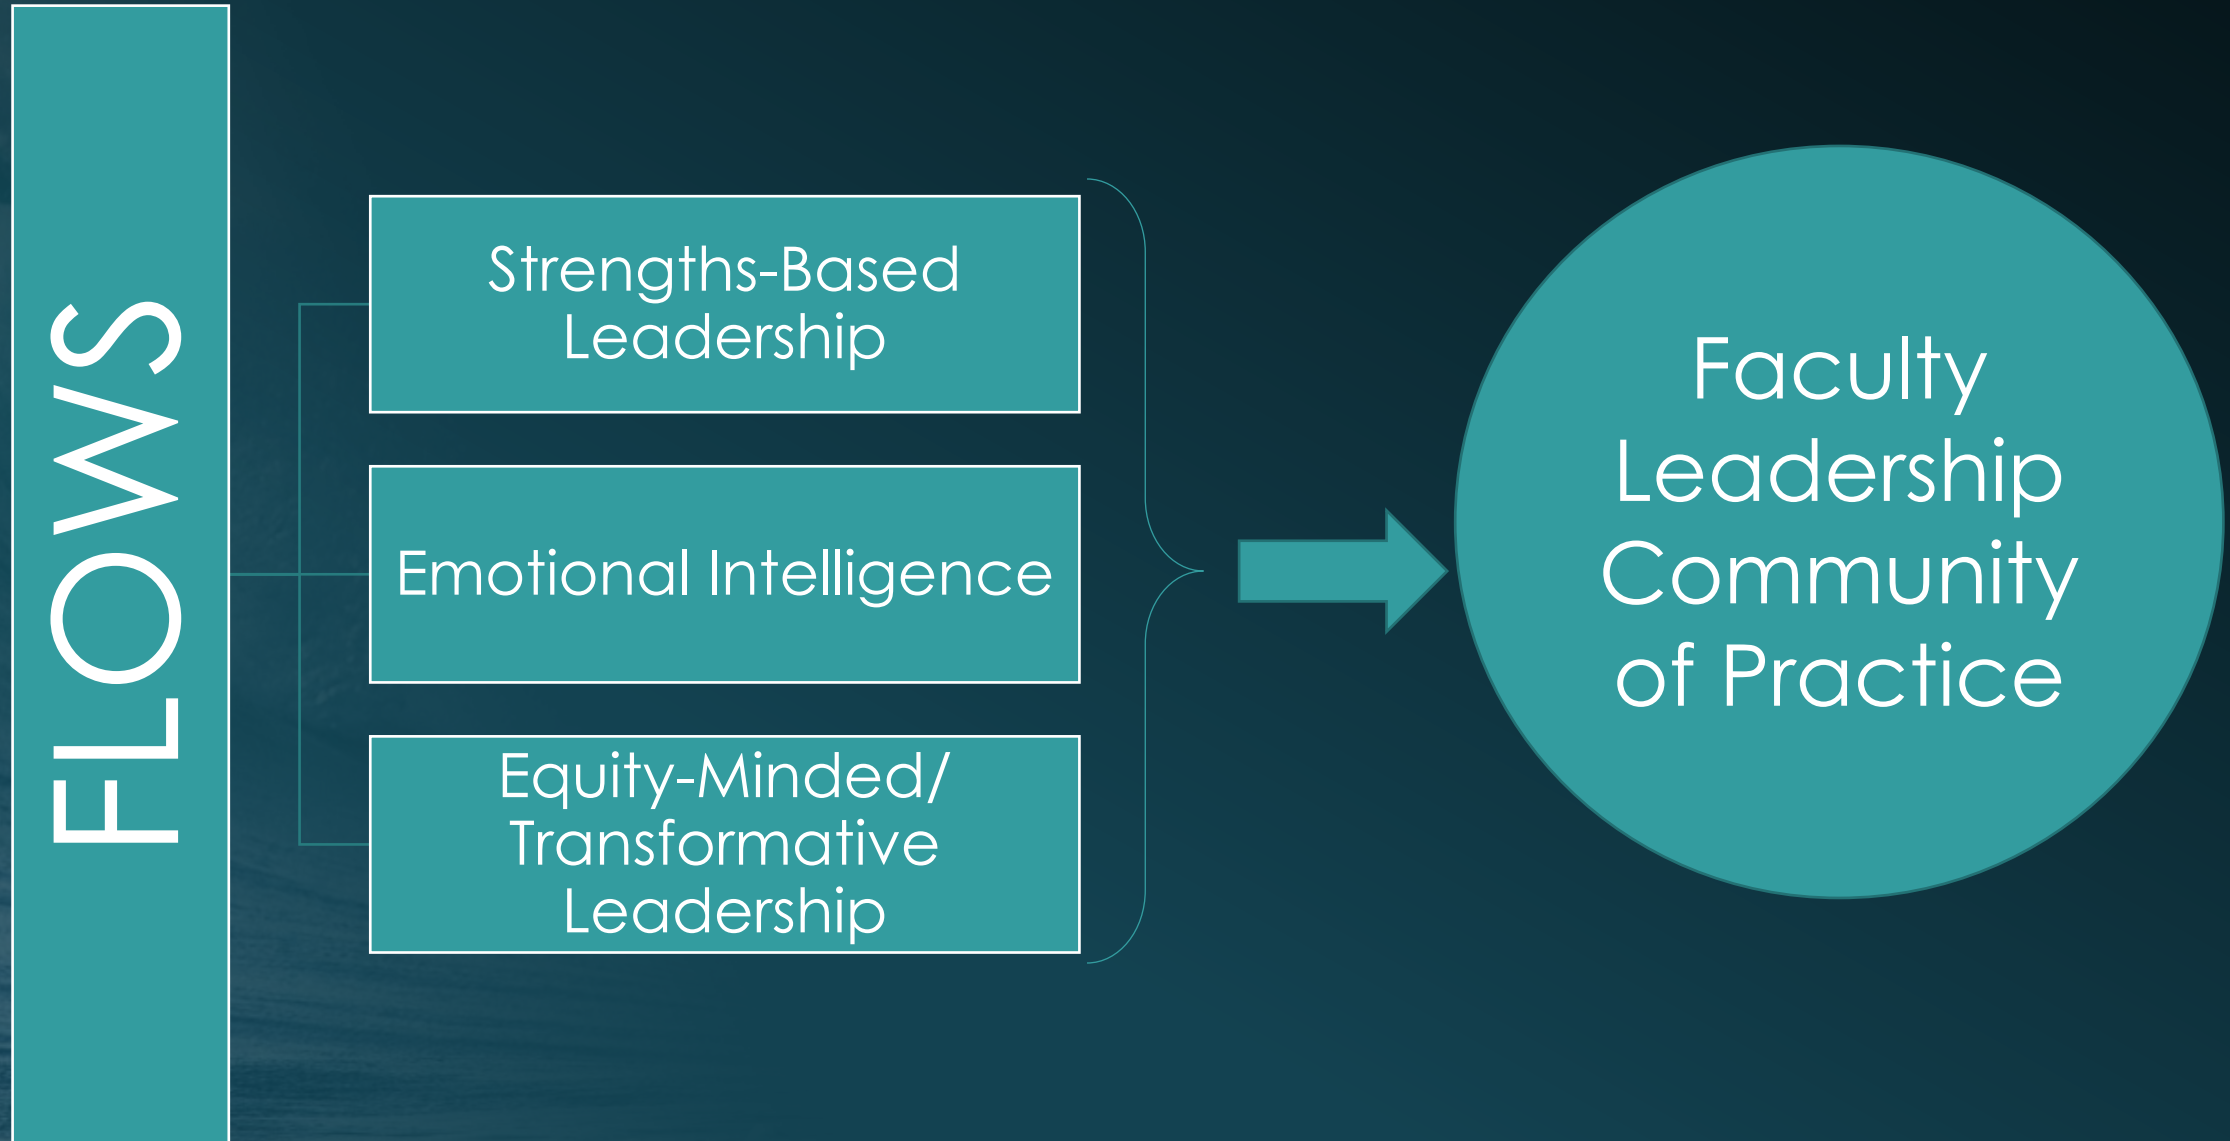 FLOWS
Strengths-Based
Leadership
Emotional Intelligence
Equity-Minded/
Transformative
Leadership
Faculty
Leadership
Community
of Practice